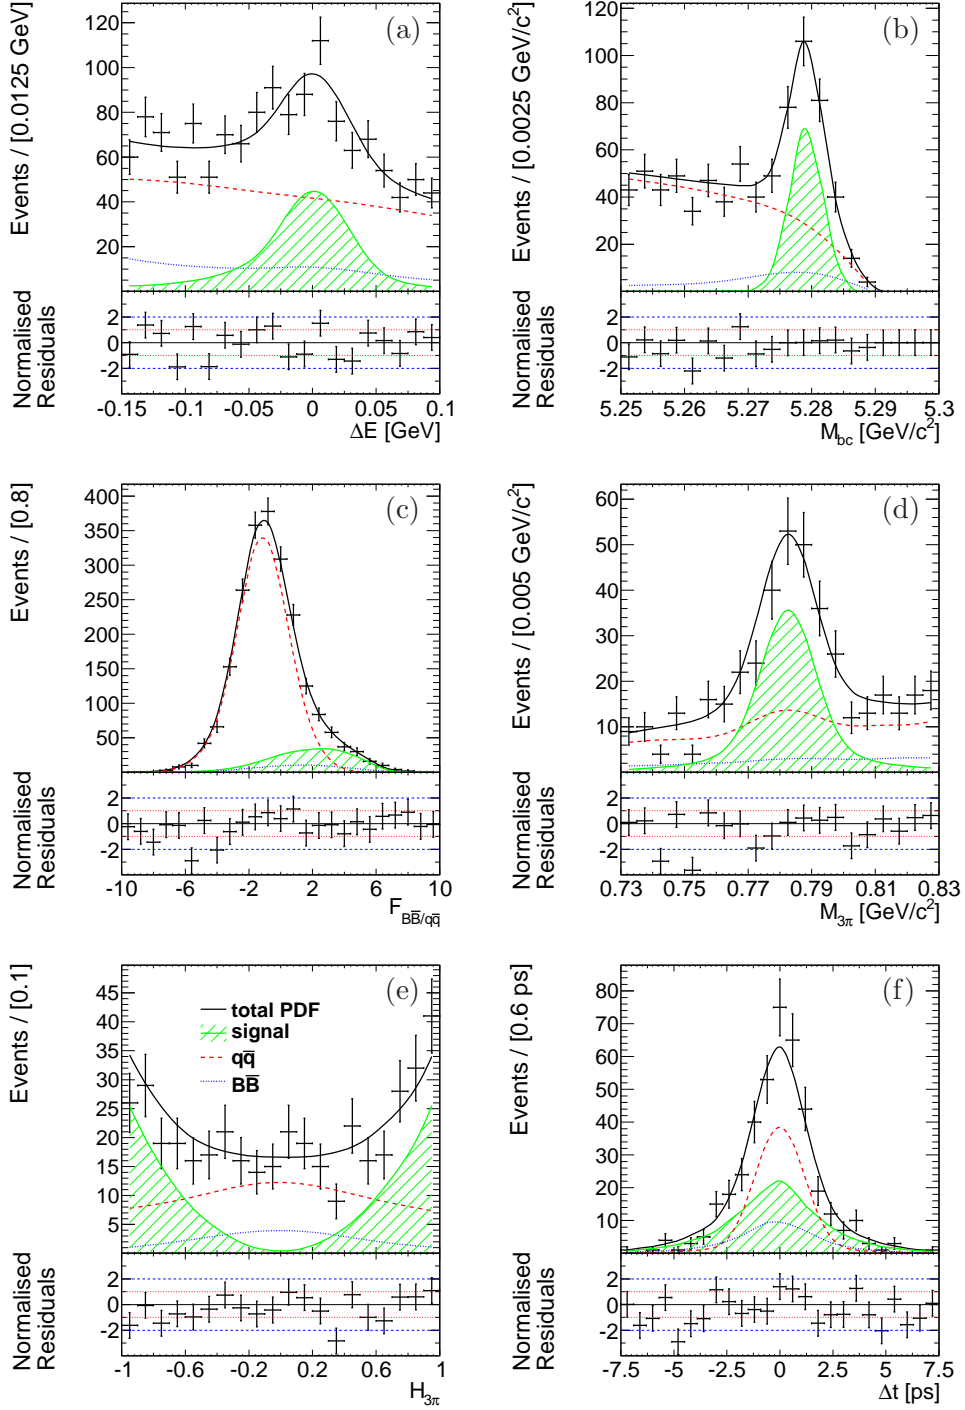 (a)
Events / [0.0125 GeV]
120
100
80
60
40
20
Normalised
Residuals
2
0
-2
-0.15 -0.1 -0.05 0 0.05 0.1
ΔE [GeV]
(b)
Events / [0.0025 GeV/c²]
120
100
80
60
40
20
Normalised
Residuals
2
0
-2
5.25 5.26 5.27 5.28 5.29 5.3
M_bc [GeV/c²]
(c)
Events / [0.8]
400
350
300
250
200
150
100
50
Normalised
Residuals
2
0
-2
-10 -6 -2 2 6 10
F_BB̅/qq̅
(d)
Events / [0.005 GeV/c²]
60
50
40
30
20
10
Normalised
Residuals
2
0
-2
0.73 0.75 0.77 0.79 0.81 0.83
M_3π [GeV/c²]
(e)
Events / [0.1]
45
40
35
30
25
20
15
10
5
total PDF
signal
qq̅
BB̅
Normalised
Residuals
2
0
-2
-1 -0.6 -0.2 0.2 0.6 1
H_3π
(f)
Events / [0.6 ps]
80
70
60
50
40
30
20
10
Normalised
Residuals
2
0
-2
-7.5 -5 -2.5 0 2.5 5 7.5
Δt [ps]